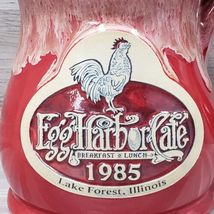 Egg Harbor Cafe
BREAKFAST & LUNCH
1985
Lake Forest, Illinois